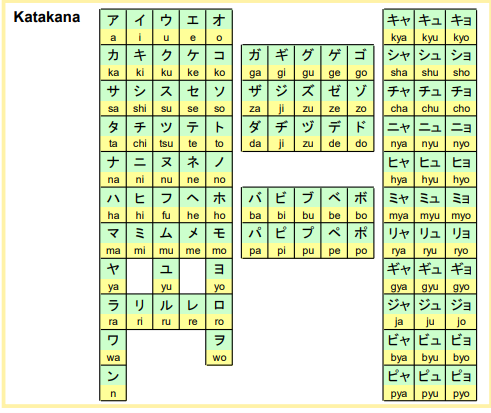 Katakana
ア イ ウ エ オ キャ キュ キョ
a i u e o kya kyu kyo
カ キ ク ケ コ ガ ギ グ ゲ ゴ シャ シュ ショ
ka ki ku ke ko ga gi gu ge go sha shu sho
サ シ ス セ ソ ザ ジ ズ ゼ ゾ チャ チュ チョ
sa shi su se so za ji zu ze zo cha chu cho
タ チ ツ テ ト ダ ヂ ヅ デ ド ニャ ニュ ニョ
ta chi tsu te to da ji zu de do nya nyu nyo
ナ ニ ヌ ネ ノ ヒャ ヒュ ヒョ
na ni nu ne no hya hyu hyo
ハ ヒ フ ヘ ホ バ ビ ブ ベ ボ ミャ ミュ ミョ
ha hi fu he ho ba bi bu be bo mya myu myo
マ ミ ム メ モ パ ピ プ ペ ポ リャ リュ リョ
ma mi mu me mo pa pi pu pe po rya ryu ryo
ヤ ユ ヨ ギャ ギュ ギョ
ya yu yo gya gyu gyo
ラ リ ル レ ロ ジャ ジュ ジョ
ra ri ru re ro ja ju jo
ワ ヲ ビャ ビュ ビョ
wa wo bya byu byo
ン ピャ ピュ ピョ
n pya pyu pyo